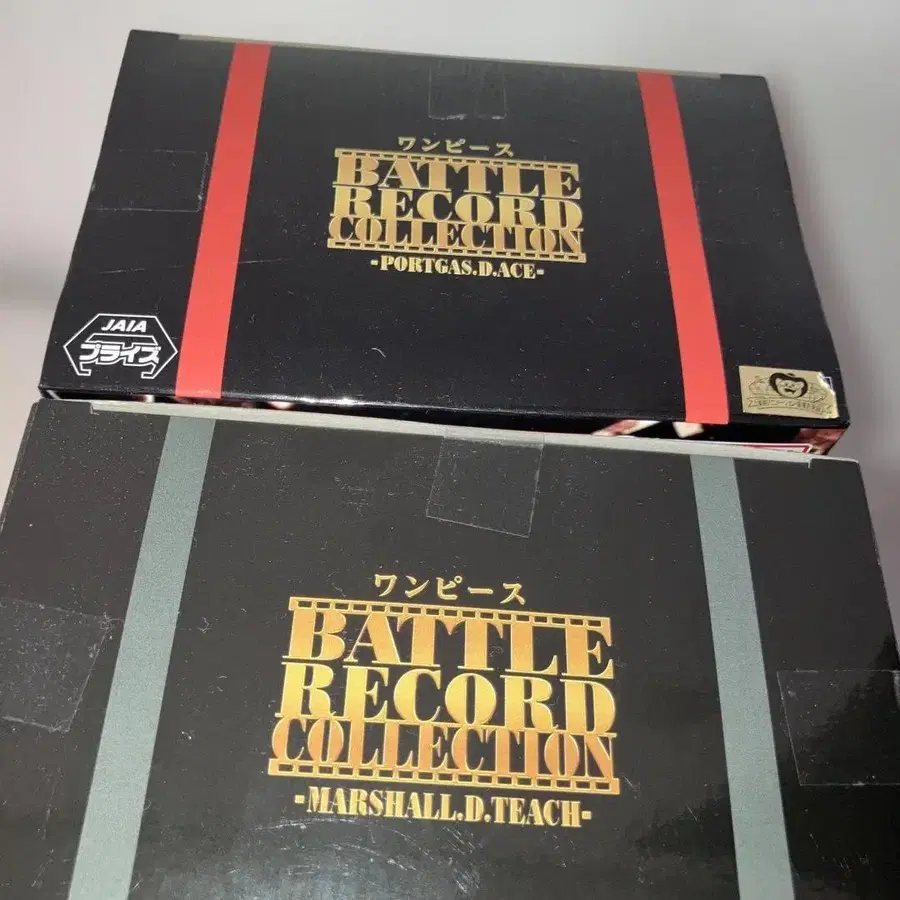 ワンピース
BATTLE
RECORD
COLLECTION
-PORTGAS.D.ACE-
JAIA
プライズ
ワンピース
BATTLE
RECORD
COLLECTION
-MARSHALL.D.TEACH-